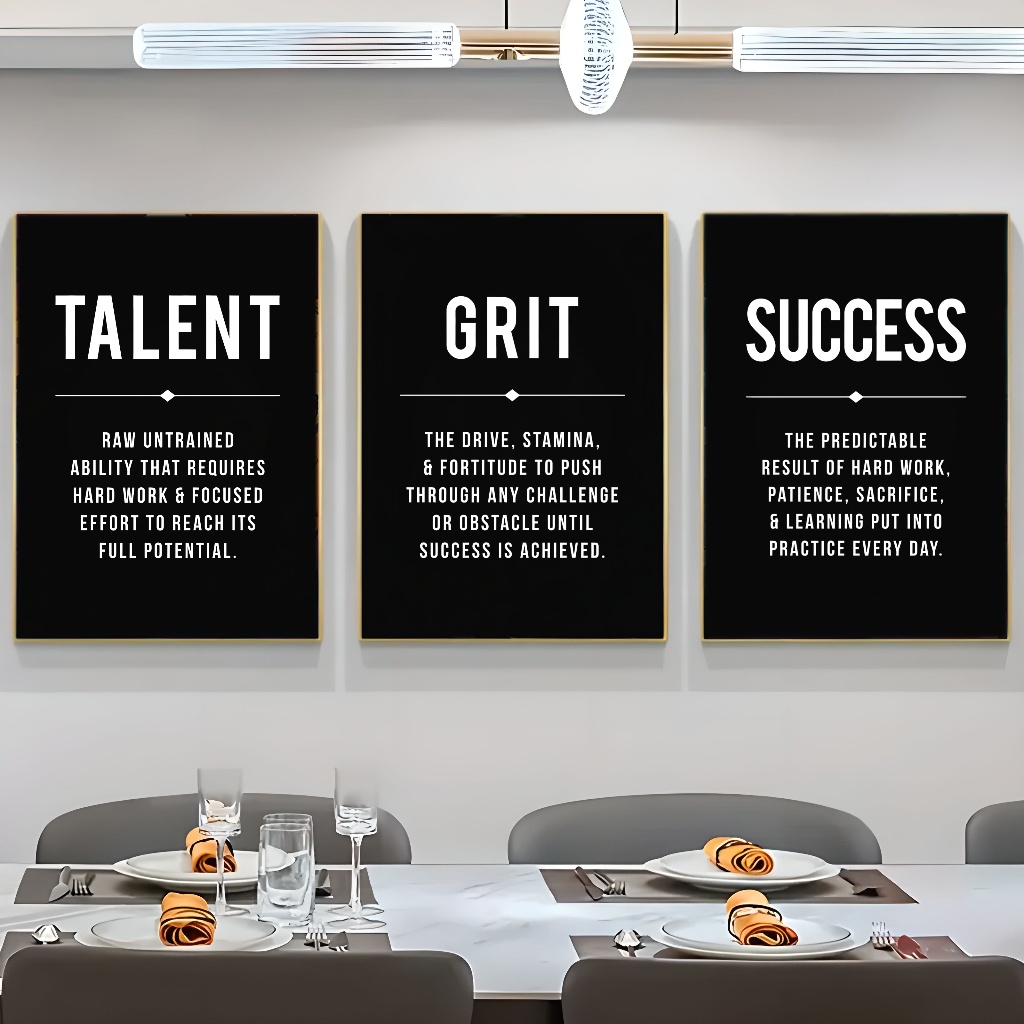 TALENT
RAW UNTRAINED
ABILITY THAT REQUIRES
HARD WORK & FOCUSED
EFFORT TO REACH ITS
FULL POTENTIAL.
GRIT
THE DRIVE, STAMINA,
& FORTITUDE TO PUSH
THROUGH ANY CHALLENGE
OR OBSTACLE UNTIL
SUCCESS IS ACHIEVED.
SUCCESS
THE PREDICTABLE
RESULT OF HARD WORK,
PATIENCE, SACRIFICE,
& LEARNING PUT INTO
PRACTICE EVERY DAY.